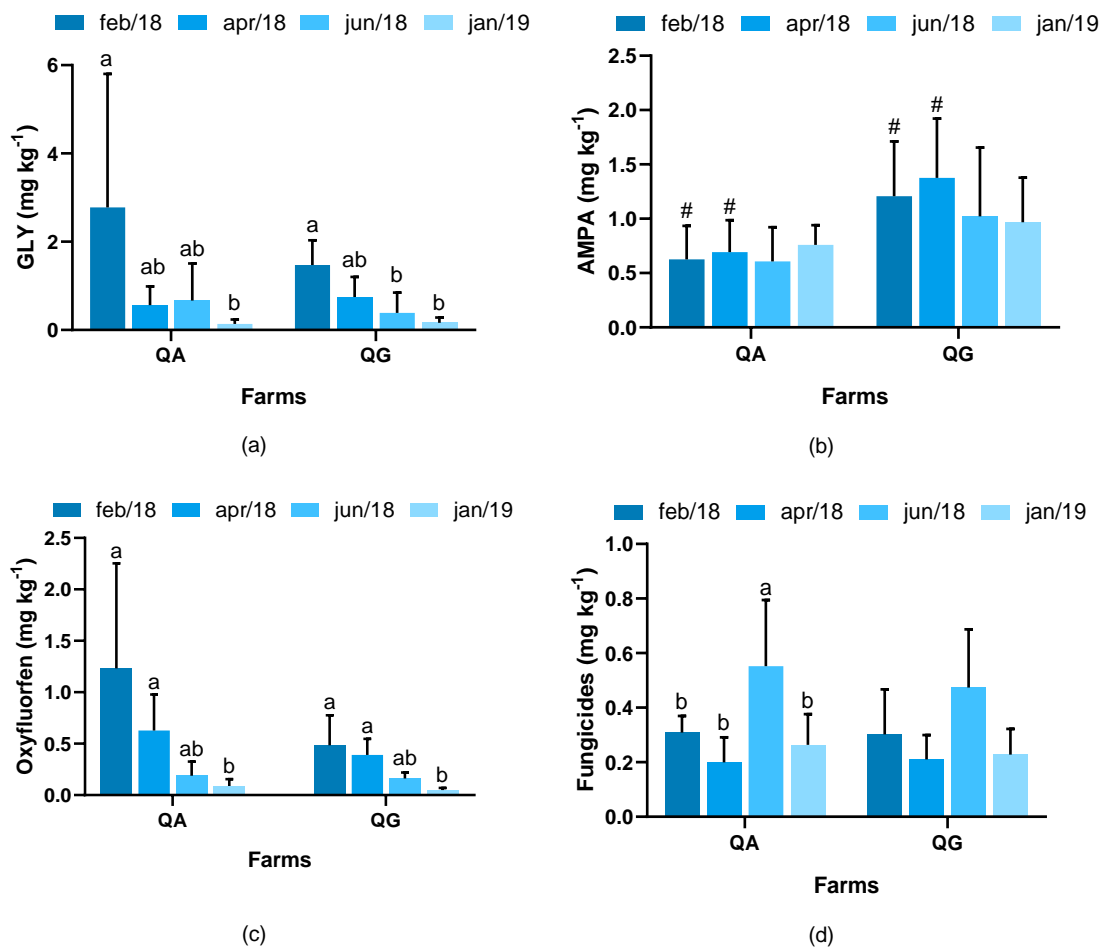 feb/18 apr/18 jun/18 jan/19
6
4
2
0
GLY (mg kg-1)
a
ab
ab
b
a
ab
b
b
QA QG
Farms
(a)
feb/18 apr/18 jun/18 jan/19
2.5
2.0
1.5
1.0
0.5
0.0
AMPA (mg kg-1)
# # # #
QA QG
Farms
(b)
feb/18 apr/18 jun/18 jan/19
2.5
2.0
1.5
1.0
0.5
0.0
Oxyfluorfen (mg kg-1)
a
a
ab
b
a
a
ab
b
QA QG
Farms
(c)
feb/18 apr/18 jun/18 jan/19
1.0
0.8
0.6
0.4
0.2
0.0
Fungicides (mg kg-1)
b
b
a
b
QA QG
Farms
(d)